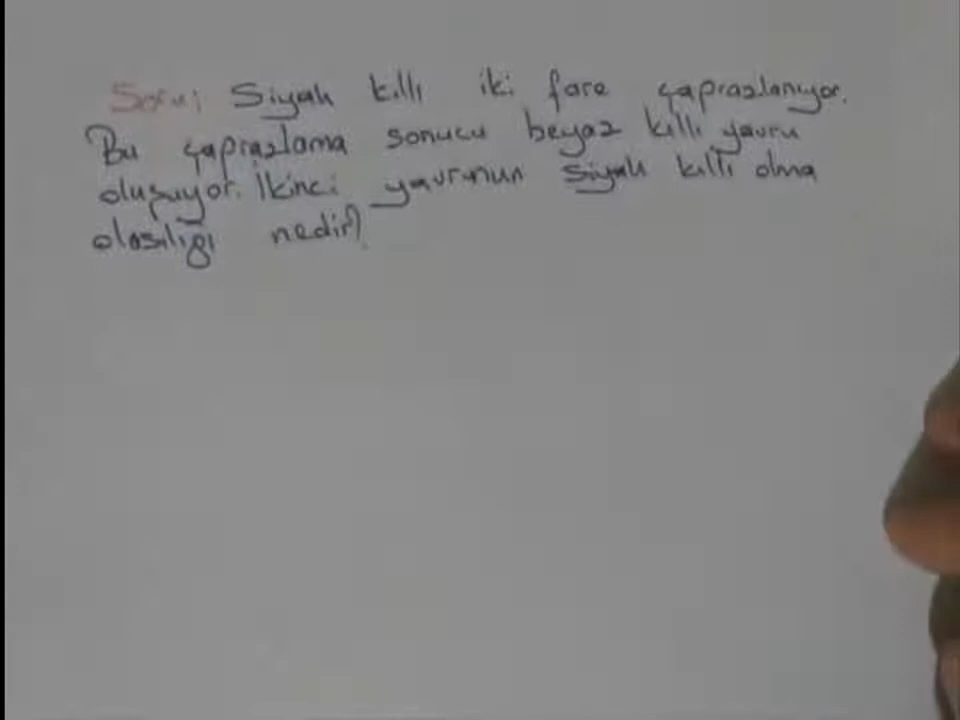 Soru: Siyah kıllı iki fare çaprazlanıyor.
Bu çaprazlama sonucu beyaz kıllı yavru
oluşuyor. İkinci yavrunun siyah kıllı olma
olasılığı nedir?